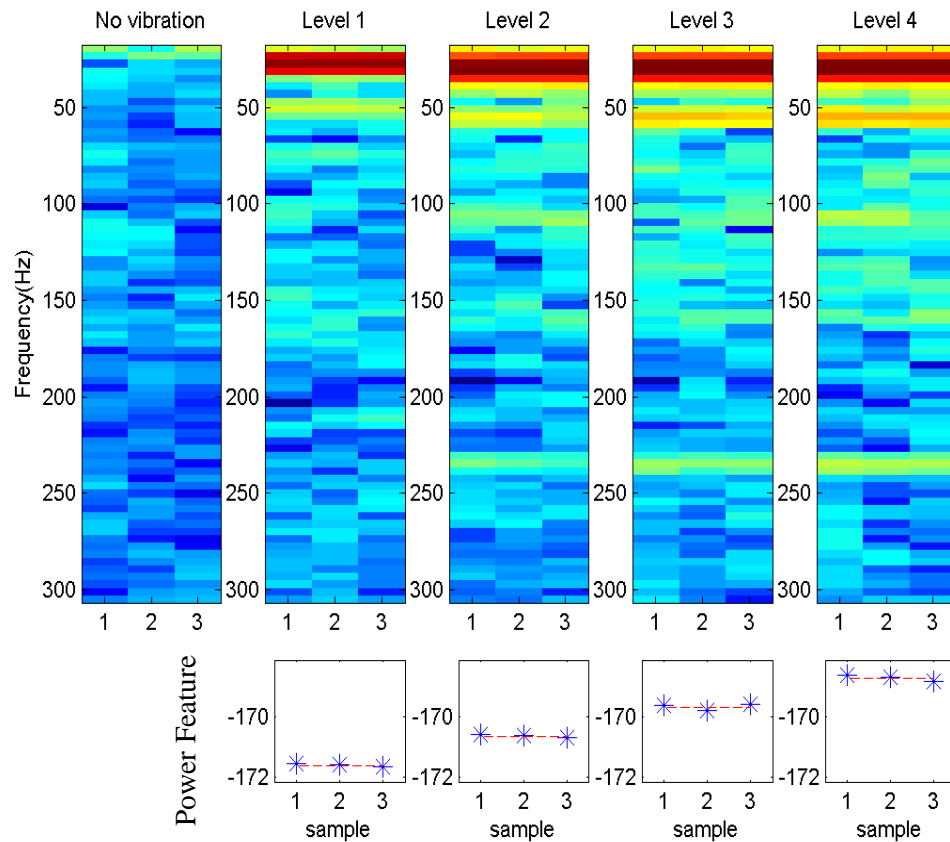 No vibration Level 1 Level 2 Level 3 Level 4
Frequency(Hz)
50 50 50 50 50
100 100 100 100 100
150 150 150 150 150
200 200 200 200 200
250 250 250 250 250
300 300 300 300 300
1 2 3 1 2 3 1 2 3 1 2 3 1 2 3
Power Feature
-170 -170 -170 -170
-172 -172 -172 -172
1 2 3 1 2 3 1 2 3 1 2 3
sample sample sample sample